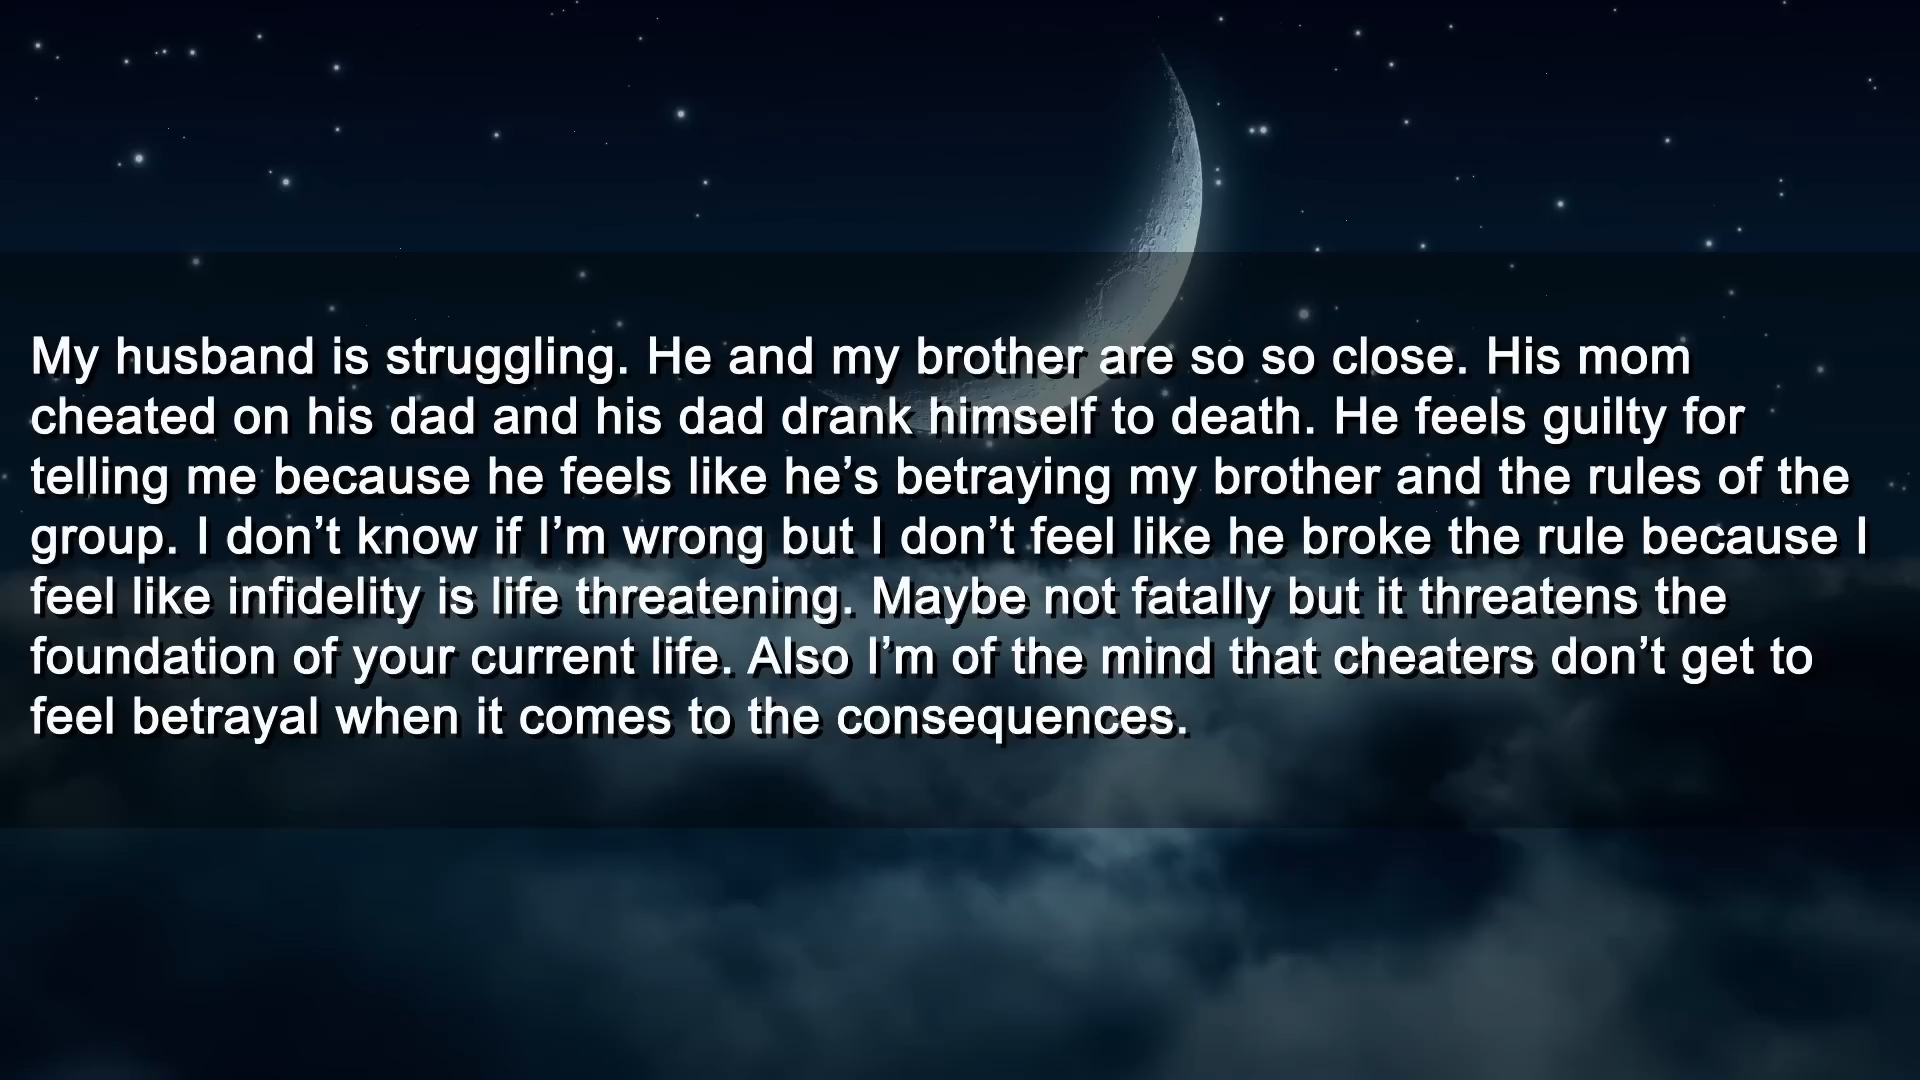 My husband is struggling. He and my brother are so so close. His mom
cheated on his dad and his dad drank himself to death. He feels guilty for
telling me because he feels like he’s betraying my brother and the rules of the
group. I don’t know if I’m wrong but I don’t feel like he broke the rule because I
feel like infidelity is life threatening. Maybe not fatally but it threatens the
foundation of your current life. Also I’m of the mind that cheaters don’t get to
feel betrayal when it comes to the consequences.